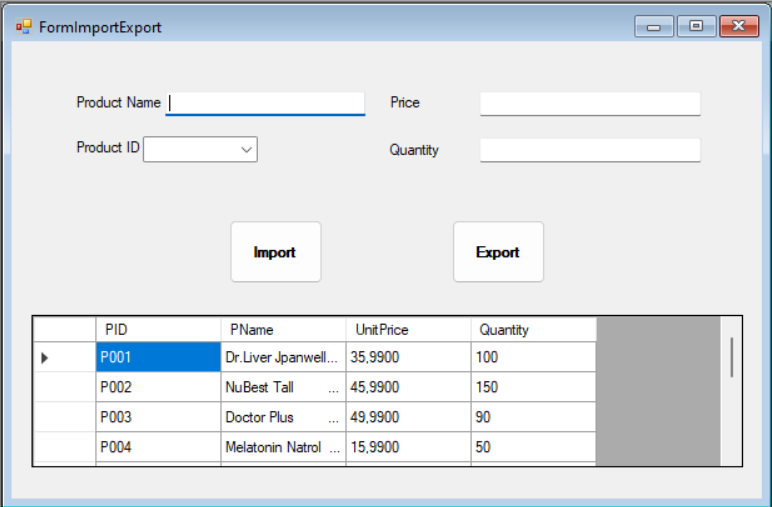 FormImportExport
Product Name Price
Product ID Quantity
Import Export
PID PName UnitPrice Quantity
P001 Dr.Liver Jpanwell... 35,9900 100
P002 NuBest Tall ... 45,9900 150
P003 Doctor Plus ... 49,9900 90
P004 Melatonin Natrol ... 15,9900 50